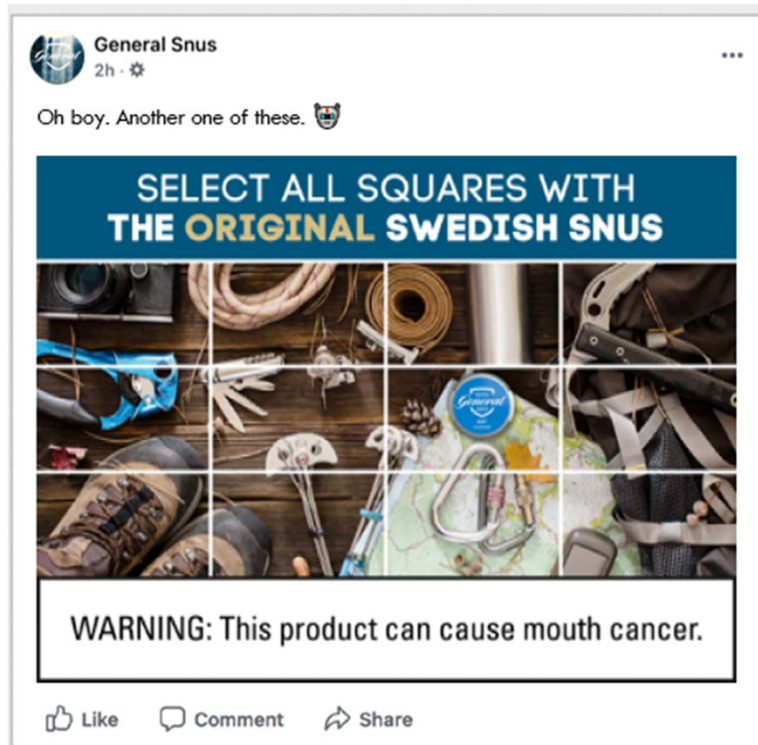 General Snus
2h
Oh boy. Another one of these.
SELECT ALL SQUARES WITH
THE ORIGINAL SWEDISH SNUS
General
WARNING: This product can cause mouth cancer.
Like
Comment
Share